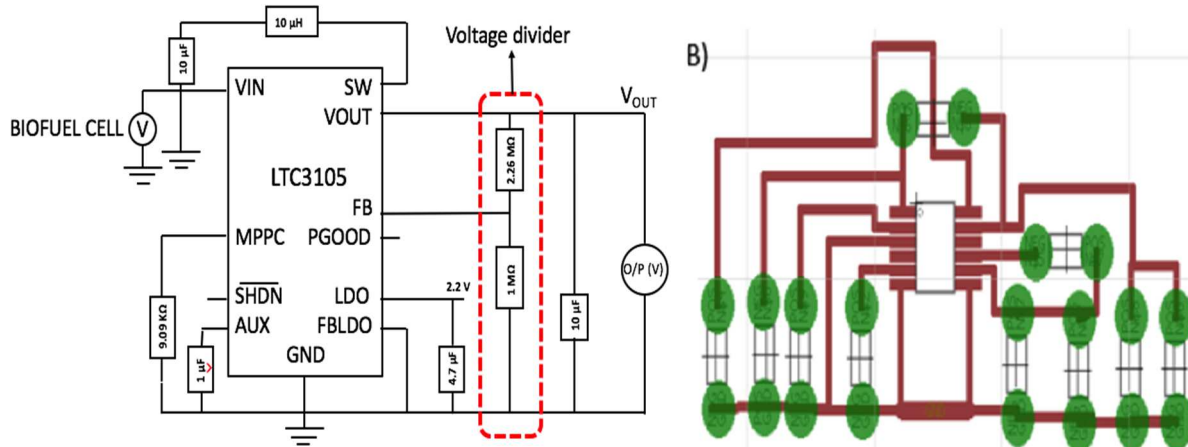 10 µH
10 µF
Voltage divider
B)
VIN
SW
VOUT
VOUT
BIOFUEL CELL
V
2.26 MΩ
LTC3105
FB
MPPC
PGOOD
1 MΩ
O/P (V)
9.09 KΩ
SHDN
LDO
2.2 V
10 µF
AUX
FBLDO
1 µF
4.7 µF
GND